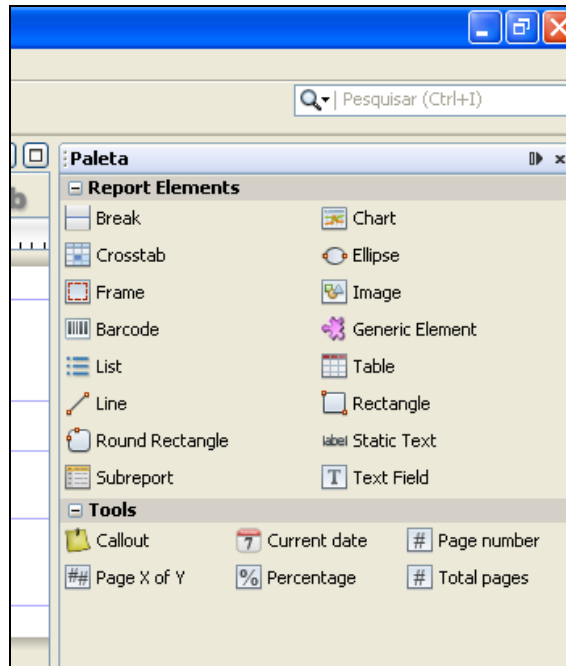 Pesquisar (Ctrl+I)
Paleta
Report Elements
Break Chart
Crosstab Ellipse
Frame Image
Barcode Generic Element
List Table
Line Rectangle
Round Rectangle label Static Text
Subreport T Text Field
Tools
Callout 7 Current date # Page number
## Page X of Y % Percentage # Total pages